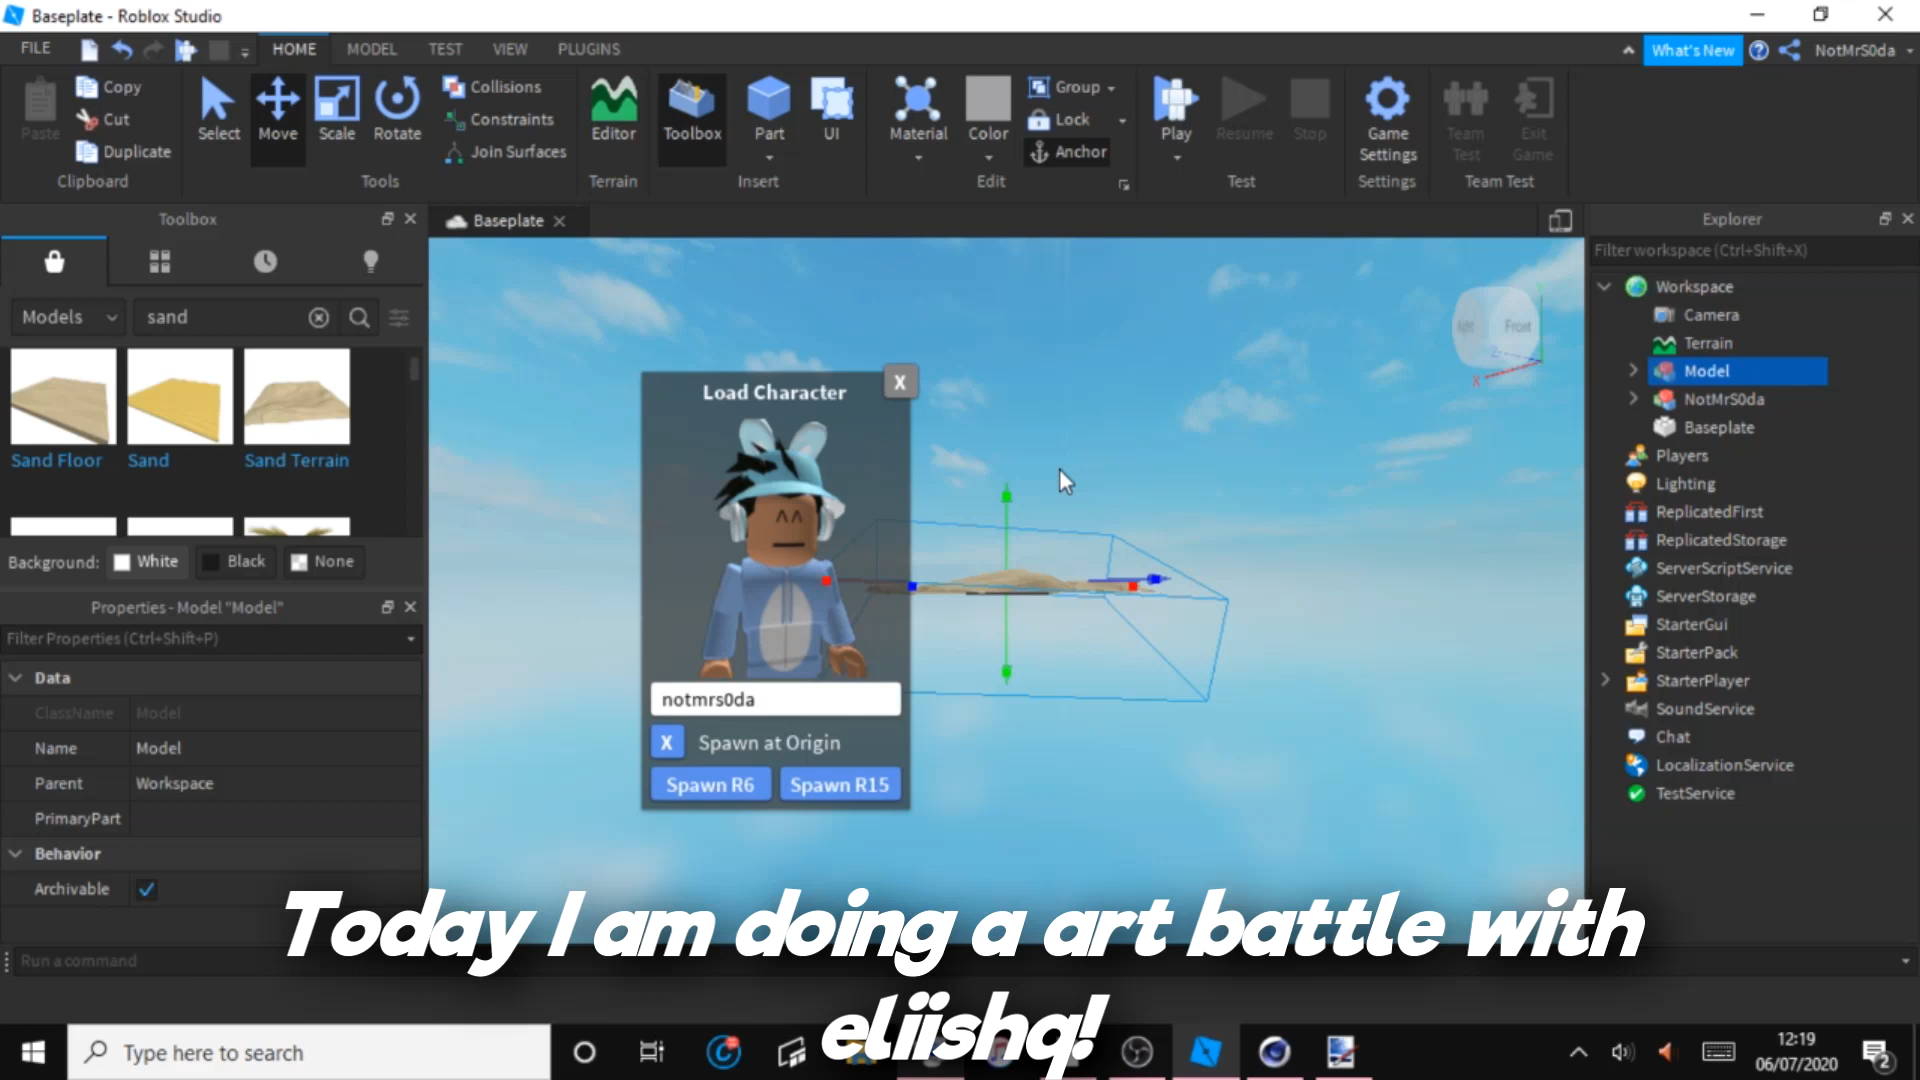 Baseplate - Roblox Studio
FILE HOME MODEL TEST VIEW PLUGINS What's New NotMrS0da
Paste Copy Cut Duplicate Clipboard
Select Move Scale Rotate Collisions Constraints Join Surfaces Tools
Editor Terrain
Toolbox Part UI Insert
Material Color Group Lock Anchor Edit
Play Resume Stop Test
Game Settings Settings
Team Test Exit Game Team Test
Toolbox
Models sand
Sand Floor Sand Sand Terrain
Background: White Black None
Properties - Model "Model"
Filter Properties (Ctrl+Shift+P)
Data
ClassName Model
Name Model
Parent Workspace
PrimaryPart
Behavior
Archivable
Run a command
Baseplate
Front
X
Load Character X
notmrs0da
X Spawn at Origin
Spawn R6 Spawn R15
Explorer
Filter workspace (Ctrl+Shift+X)
Workspace
Camera
Terrain
Model
NotMrS0da
Baseplate
Players
Lighting
ReplicatedFirst
ReplicatedStorage
ServerScriptService
ServerStorage
StarterGui
StarterPack
StarterPlayer
SoundService
Chat
LocalizationService
TestService
Today I am doing a art battle with
eliishq!
Type here to search
12:19
06/07/2020
2